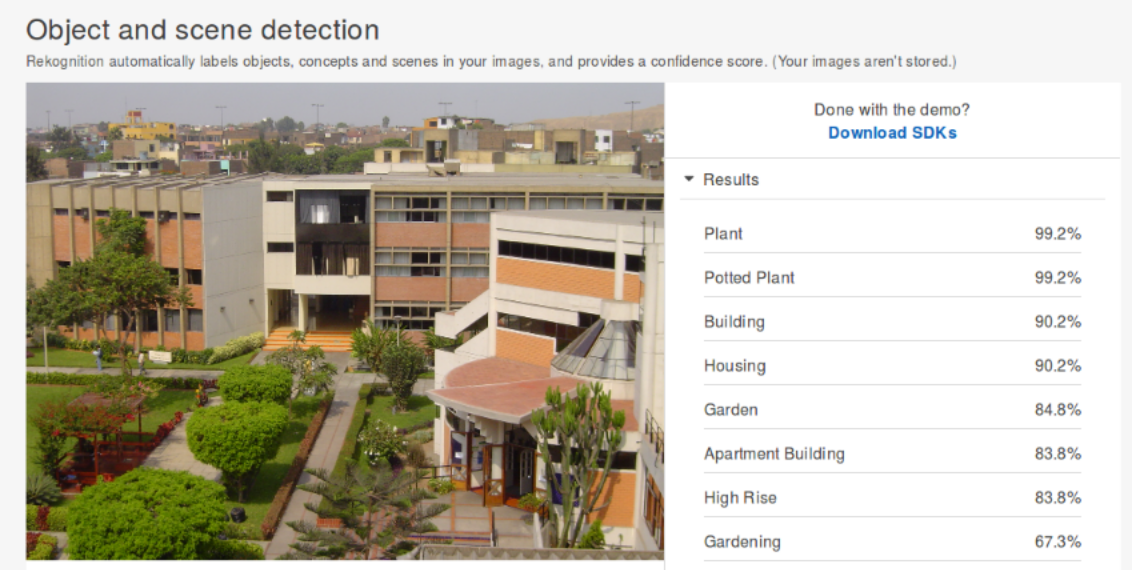 Object and scene detection
Rekognition automatically labels objects, concepts and scenes in your images, and provides a confidence score. (Your images aren't stored.)
Done with the demo?
Download SDKs
Results
Plant 99.2%
Potted Plant 99.2%
Building 90.2%
Housing 90.2%
Garden 84.8%
Apartment Building 83.8%
High Rise 83.8%
Gardening 67.3%